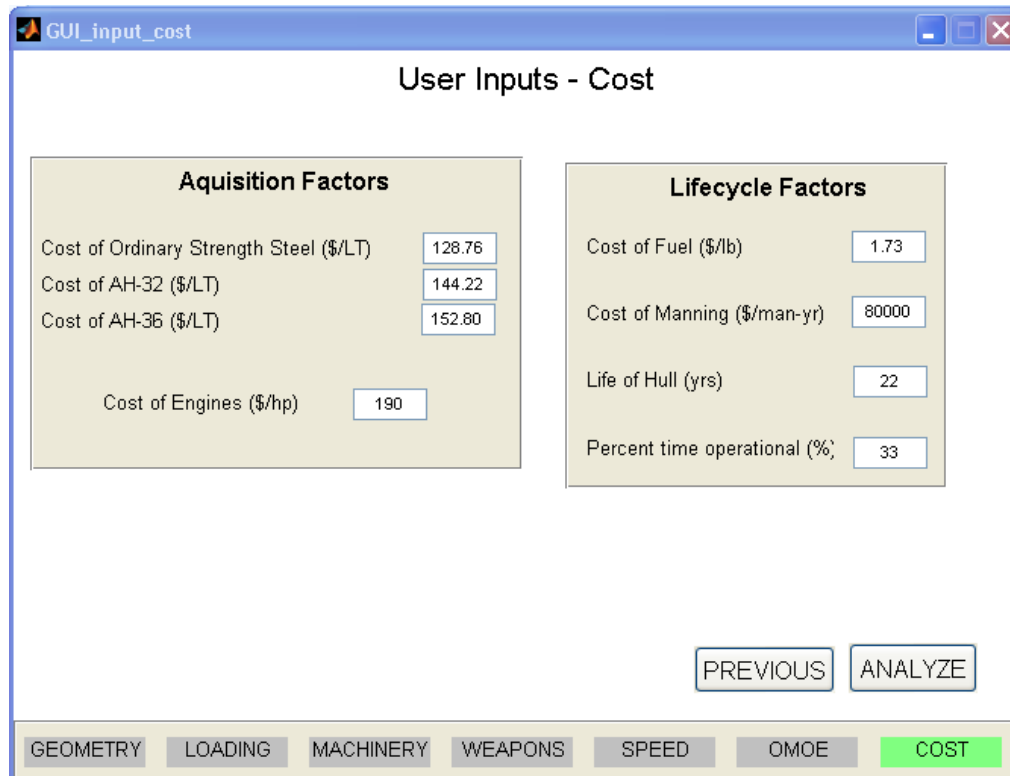 GUI_input_cost
User Inputs - Cost
Aquisition Factors
Cost of Ordinary Strength Steel ($/LT) 128.76
Cost of AH-32 ($/LT) 144.22
Cost of AH-36 ($/LT) 152.80
Cost of Engines ($/hp) 190
Lifecycle Factors
Cost of Fuel ($/lb) 1.73
Cost of Manning ($/man-yr) 80000
Life of Hull (yrs) 22
Percent time operational (%) 33
PREVIOUS ANALYZE
GEOMETRY LOADING MACHINERY WEAPONS SPEED OMOE COST